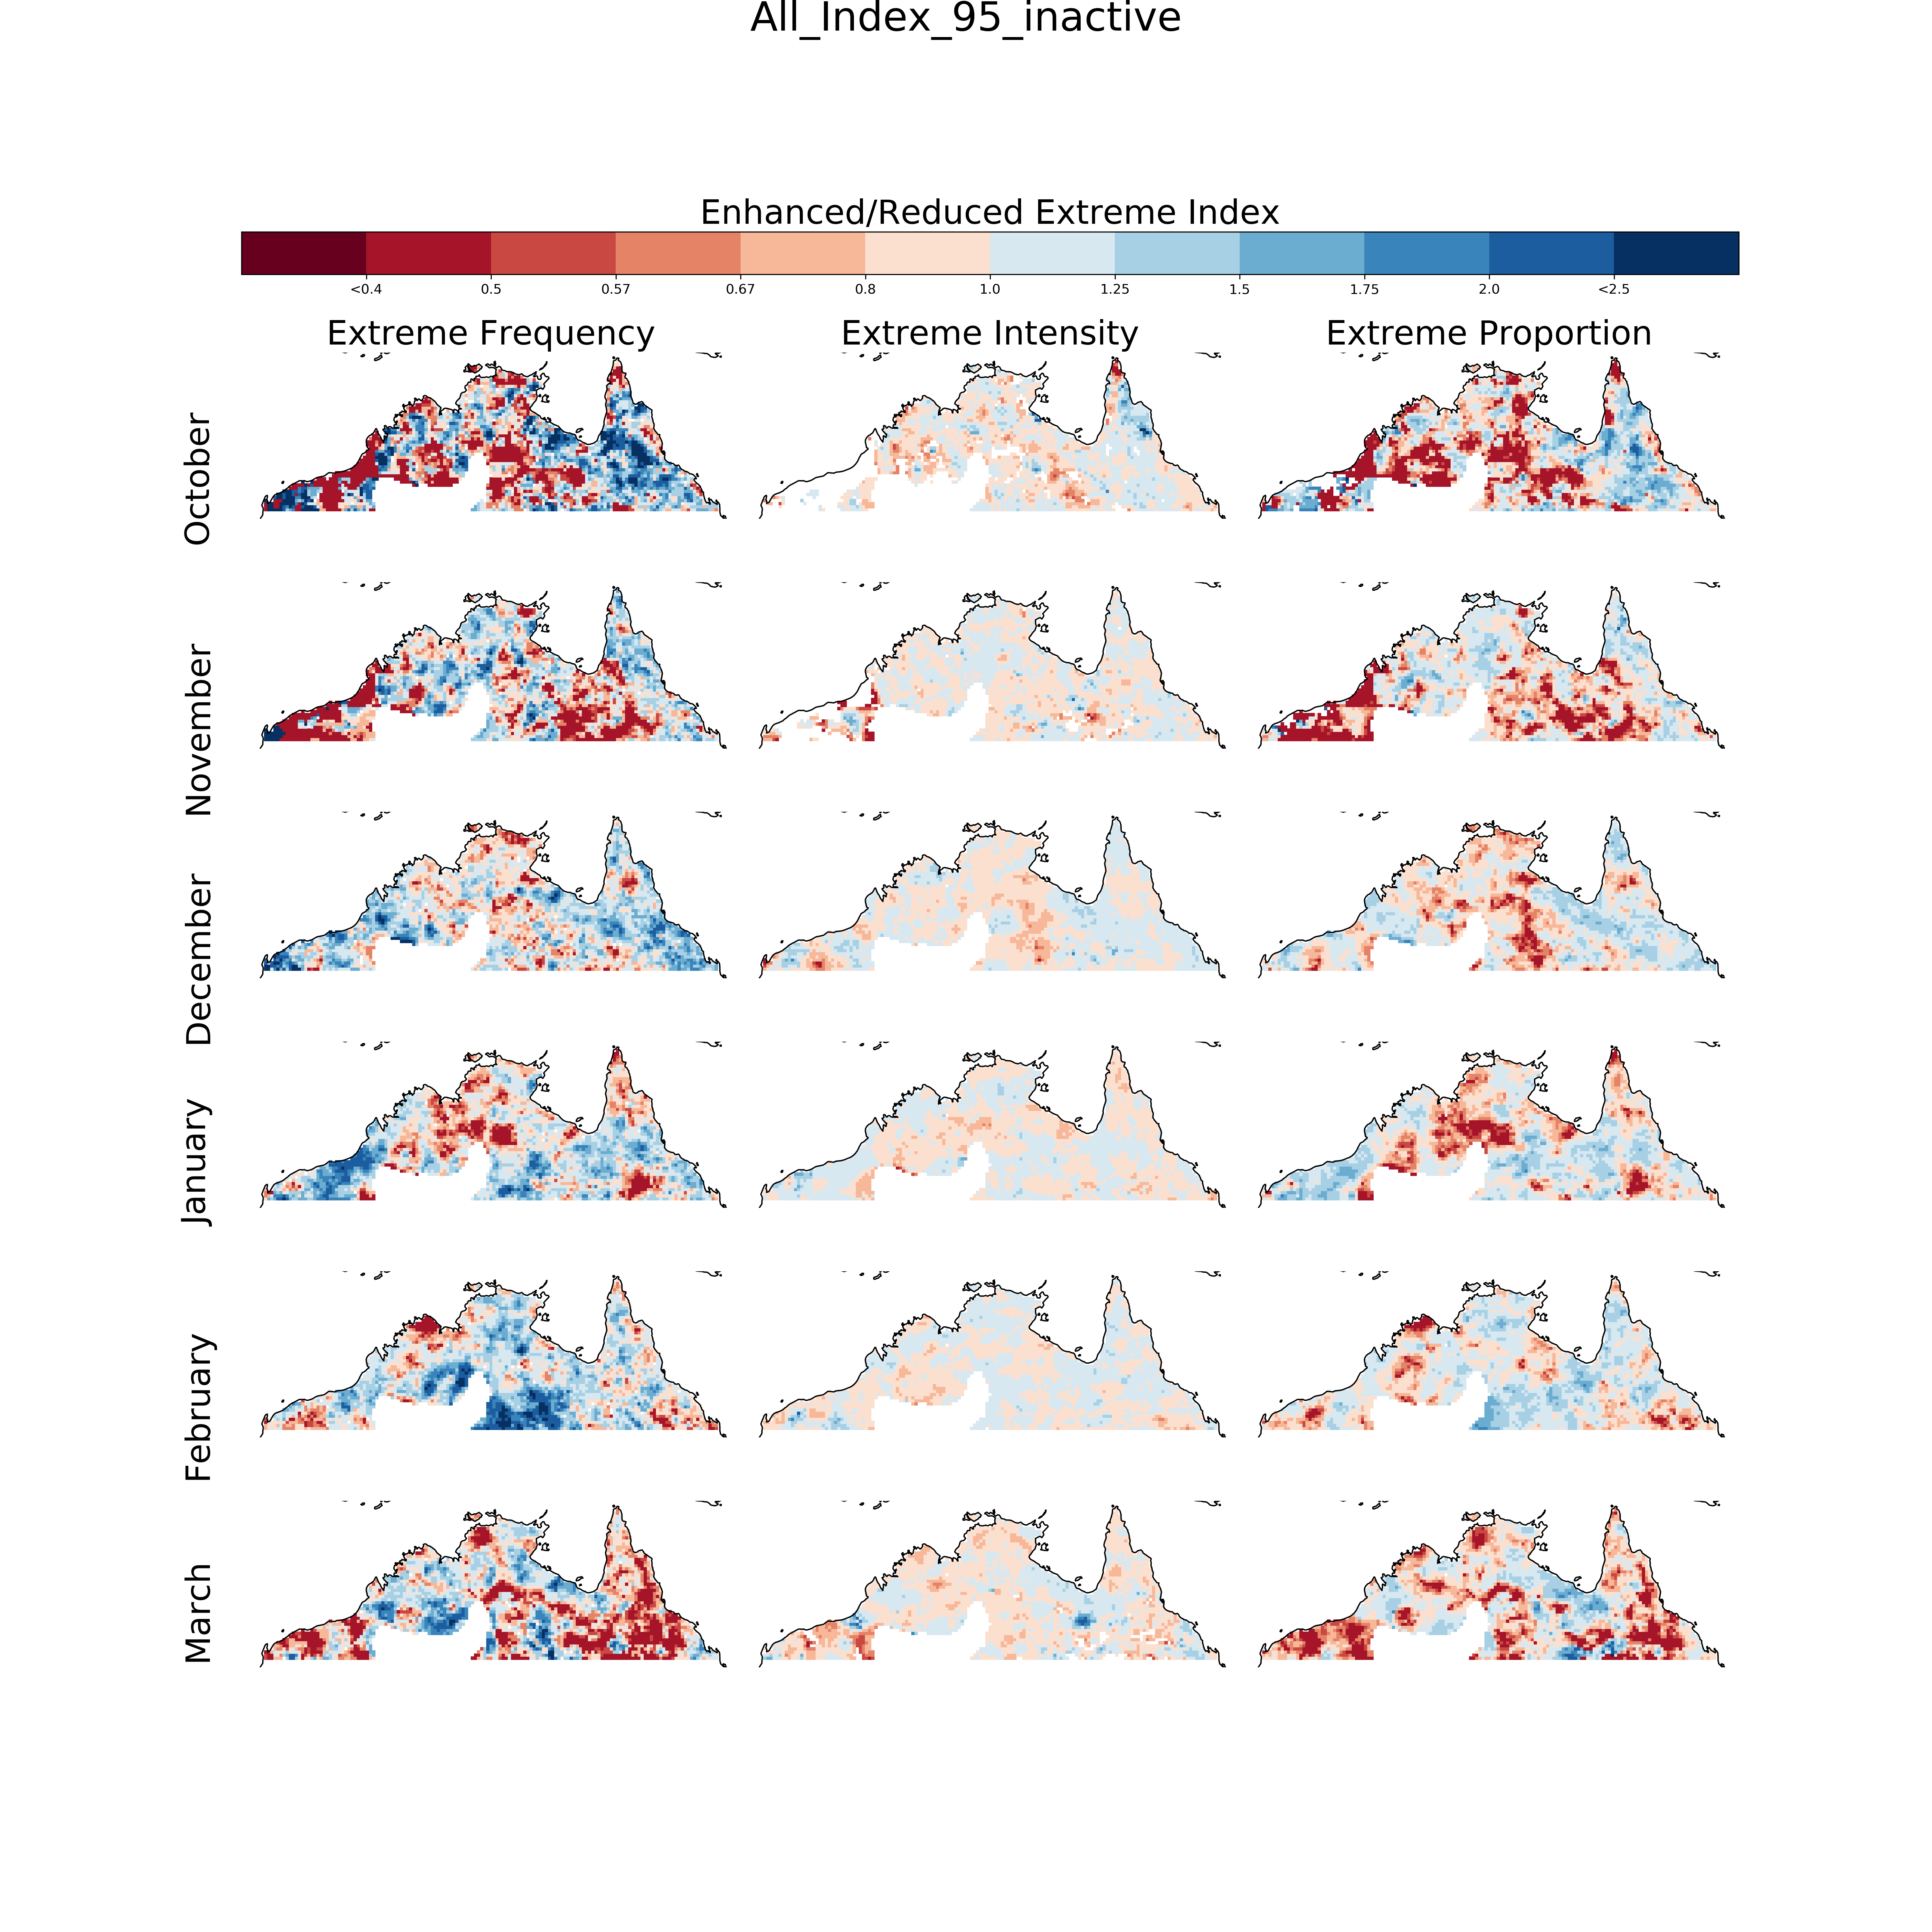 All_Index_95_inactive
Enhanced/Reduced Extreme Index
<0.4 0.5 0.57 0.67 0.8 1.0 1.25 1.5 1.75 2.0 <2.5
Extreme Frequency Extreme Intensity Extreme Proportion
October
November
December
January
February
March